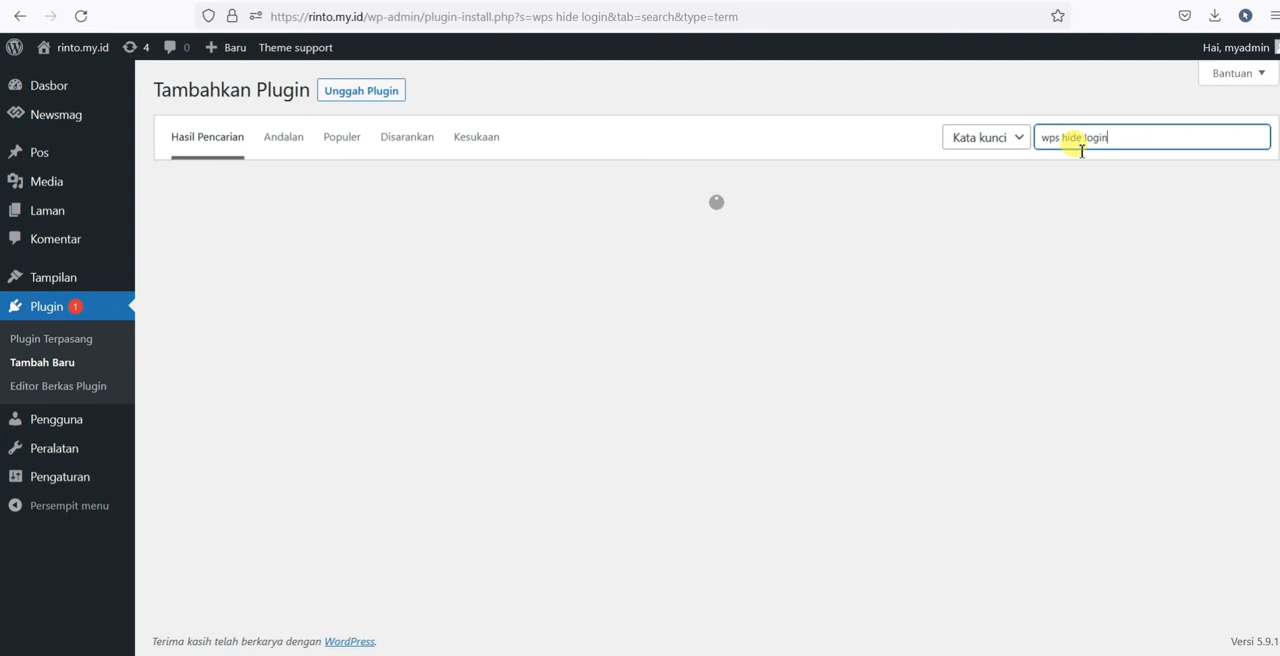 https://rinto.my.id/wp-admin/plugin-install.php?s=wps hide login&tab=search&type=term
rinto.my.id 4 0 Baru Theme support Hai, myadmin
Bantuan
Dasbor
Newsmag
Pos
Media
Laman
Komentar
Tampilan
Plugin 1
Plugin Terpasang
Tambah Baru
Editor Berkas Plugin
Pengguna
Peralatan
Pengaturan
Persempit menu
Tambahkan Plugin Unggah Plugin
Hasil Pencarian Andalan Populer Disarankan Kesukaan Kata kunci wps hide login
Terima kasih telah berkarya dengan WordPress. Versi 5.9.1